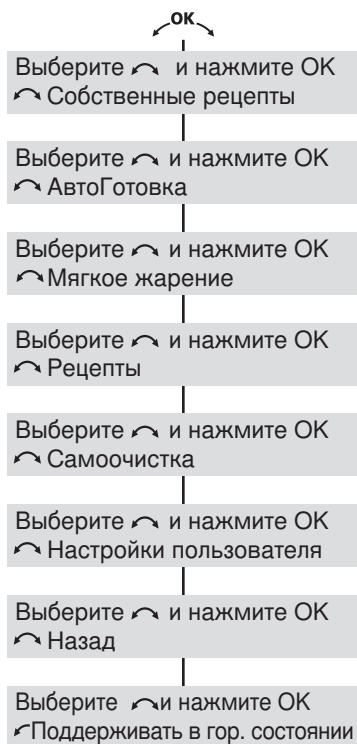 OK
Выберите и нажмите OK
Собственные рецепты
Выберите и нажмите OK
АвтоГотовка
Выберите и нажмите OK
Мягкое жарение
Выберите и нажмите OK
Рецепты
Выберите и нажмите OK
Самоочистка
Выберите и нажмите OK
Настройки пользователя
Выберите и нажмите OK
Назад
Выберите и нажмите OK
Поддерживать в гор. состоянии